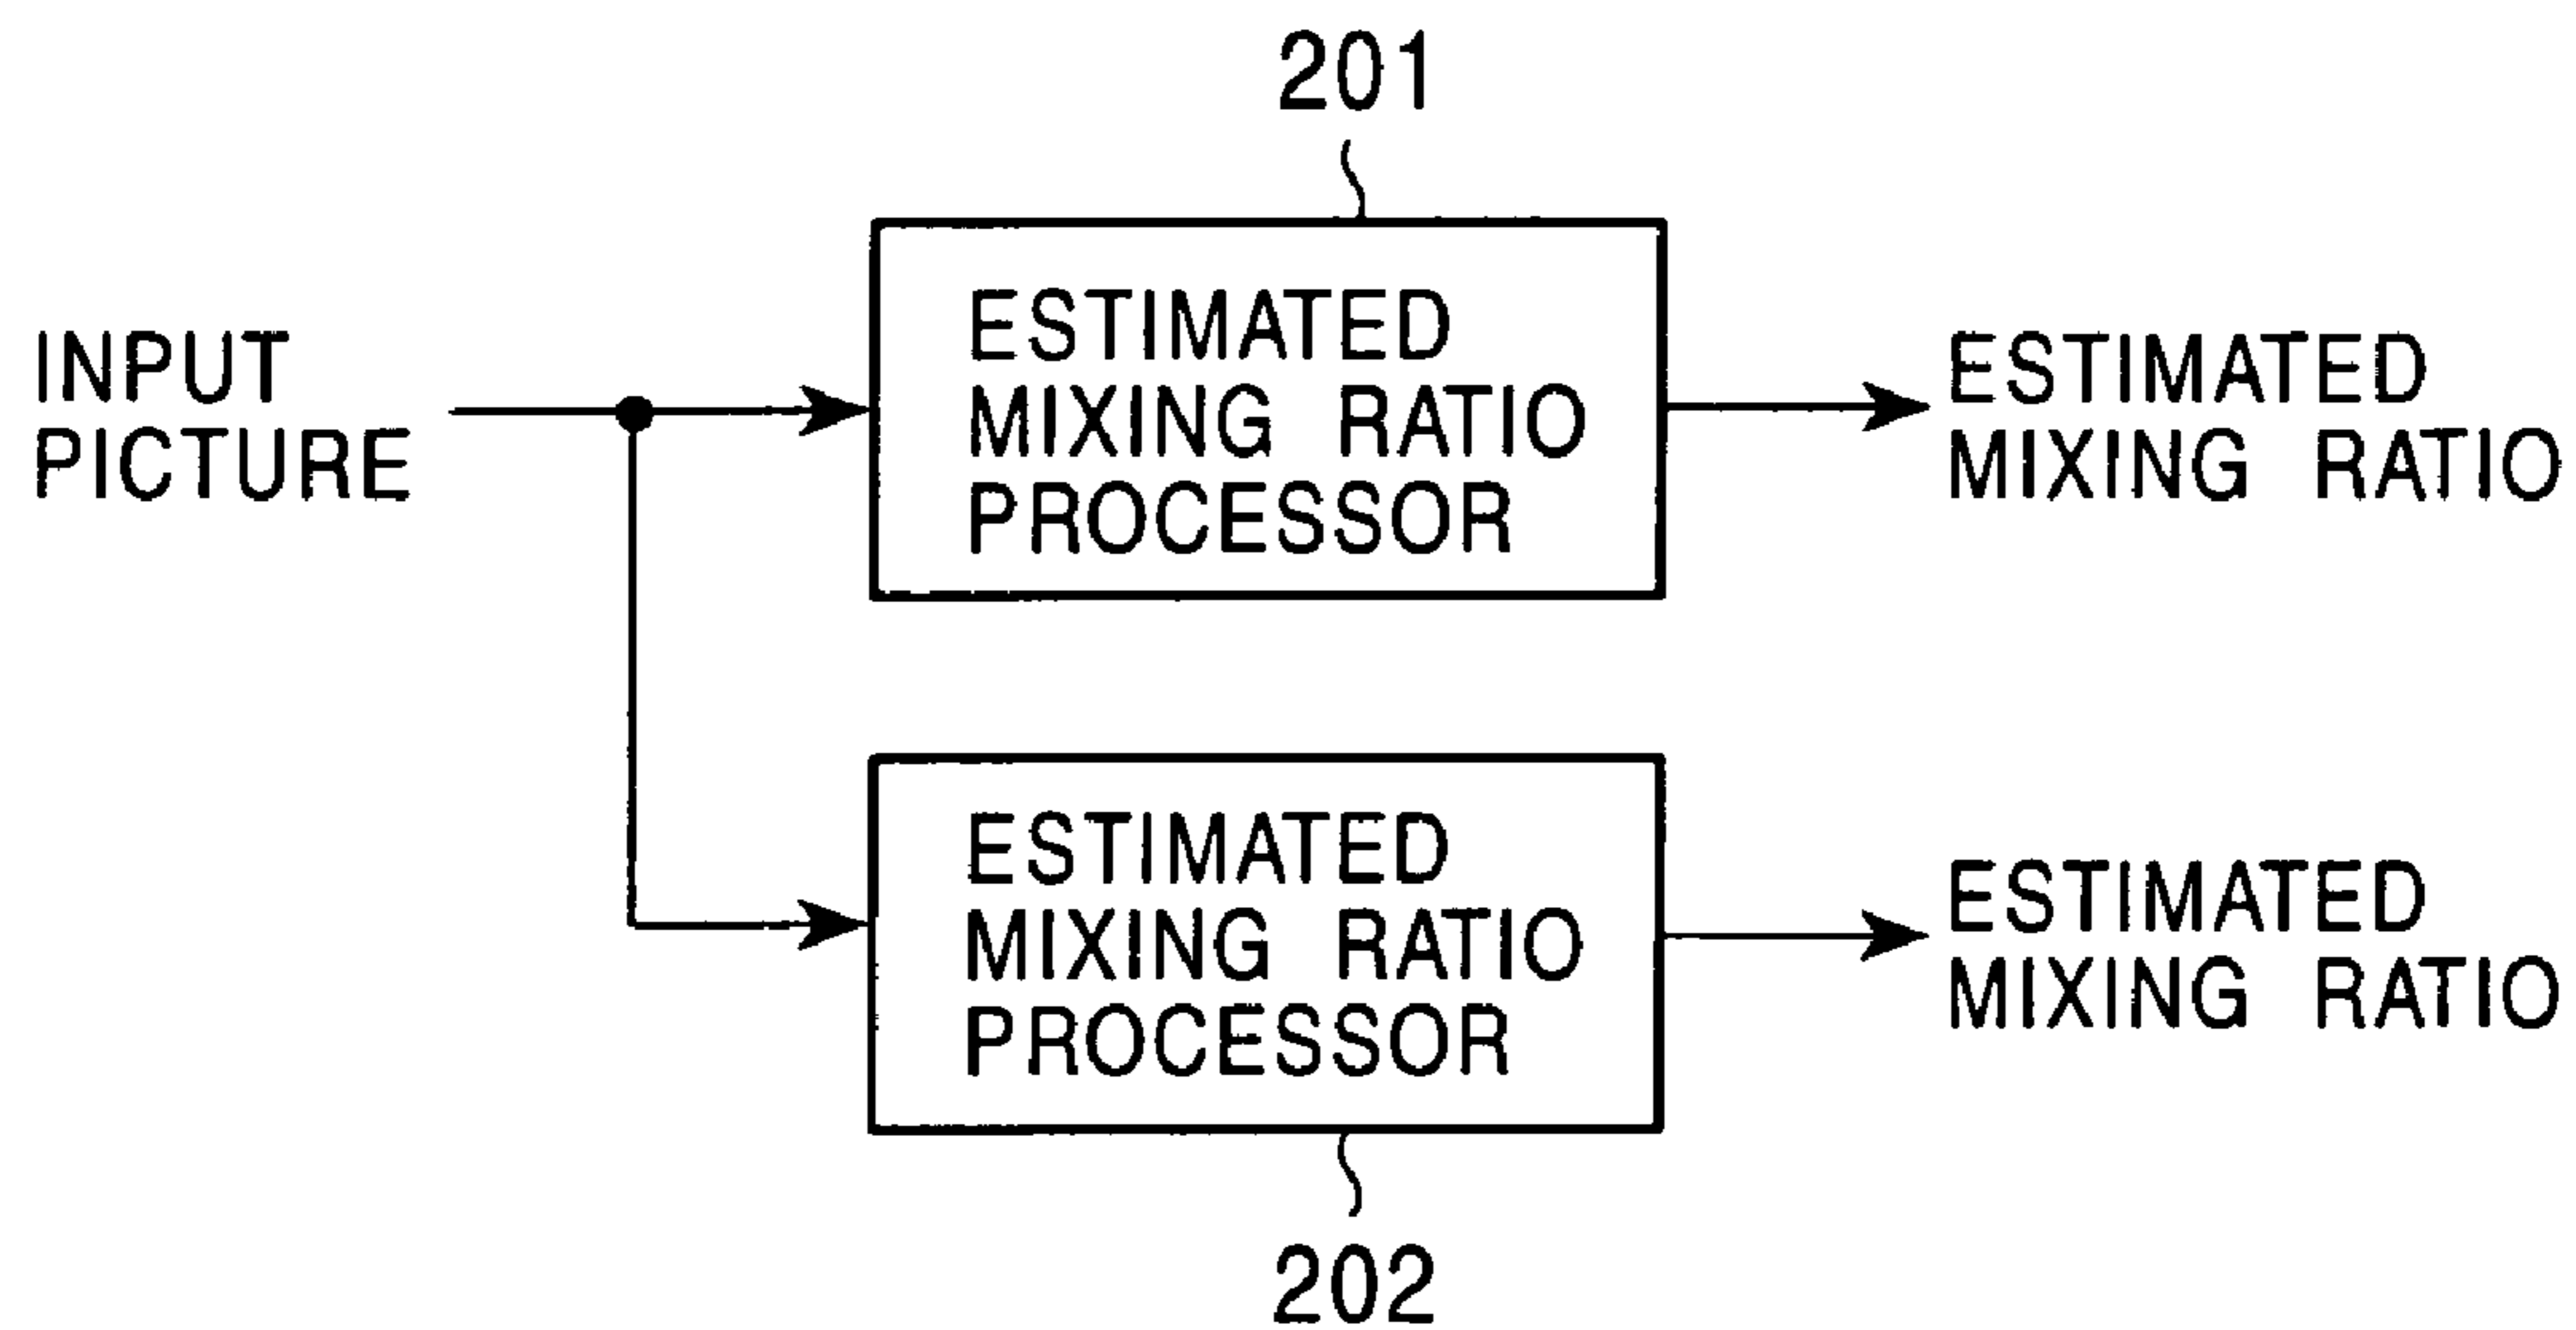 201
INPUT
PICTURE
ESTIMATED
MIXING RATIO
PROCESSOR
ESTIMATED
MIXING RATIO
ESTIMATED
MIXING RATIO
PROCESSOR
ESTIMATED
MIXING RATIO
202